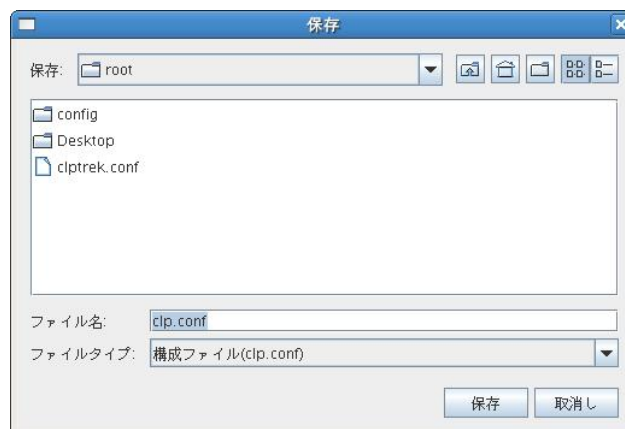 保存
保存: root
config
Desktop
clptrek.conf
ファイル名: clp.conf
ファイルタイプ: 構成ファイル(clp.conf)
保存 取消し